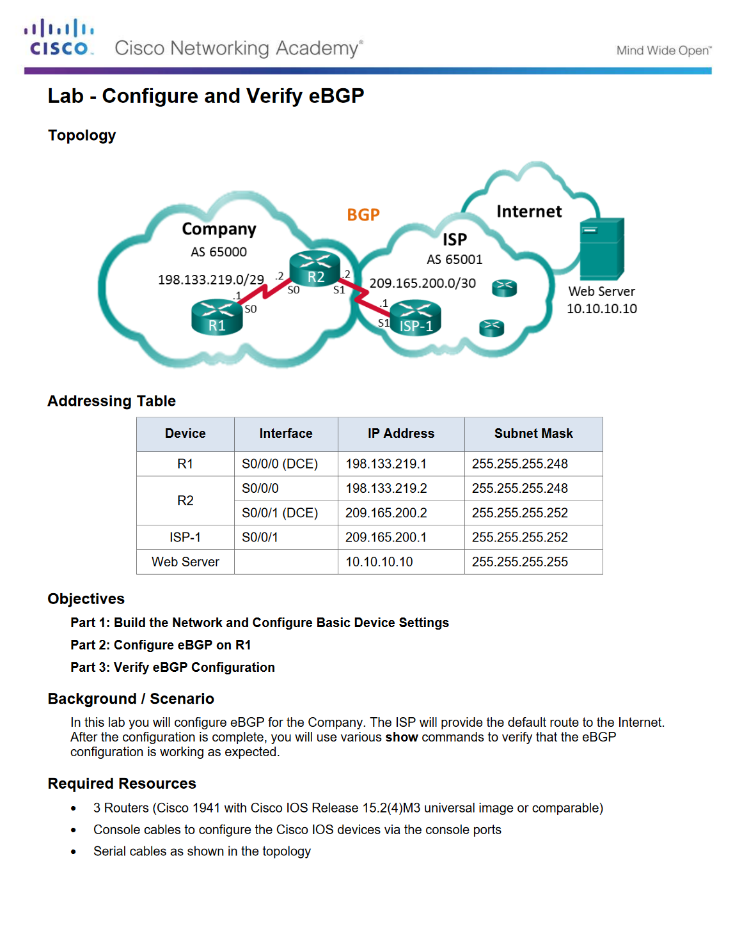 CISCO Cisco Networking Academy® Mind Wide Open™
Lab - Configure and Verify eBGP
Topology
Company
AS 65000
198.133.219.0/29
.1
S0
R1
.2
S0
R2
BGP
.2
S1
ISP
AS 65001
209.165.200.0/30
.1
S1
ISP-1
Internet
Web Server
10.10.10.10
Addressing Table
Device Interface IP Address Subnet Mask
R1 S0/0/0 (DCE) 198.133.219.1 255.255.255.248
R2 S0/0/0 198.133.219.2 255.255.255.248
S0/0/1 (DCE) 209.165.200.2 255.255.255.252
ISP-1 S0/0/1 209.165.200.1 255.255.255.252
Web Server 10.10.10.10 255.255.255.255
Objectives
Part 1: Build the Network and Configure Basic Device Settings
Part 2: Configure eBGP on R1
Part 3: Verify eBGP Configuration
Background / Scenario
In this lab you will configure eBGP for the Company. The ISP will provide the default route to the Internet.
After the configuration is complete, you will use various show commands to verify that the eBGP
configuration is working as expected.
Required Resources
• 3 Routers (Cisco 1941 with Cisco IOS Release 15.2(4)M3 universal image or comparable)
• Console cables to configure the Cisco IOS devices via the console ports
• Serial cables as shown in the topology